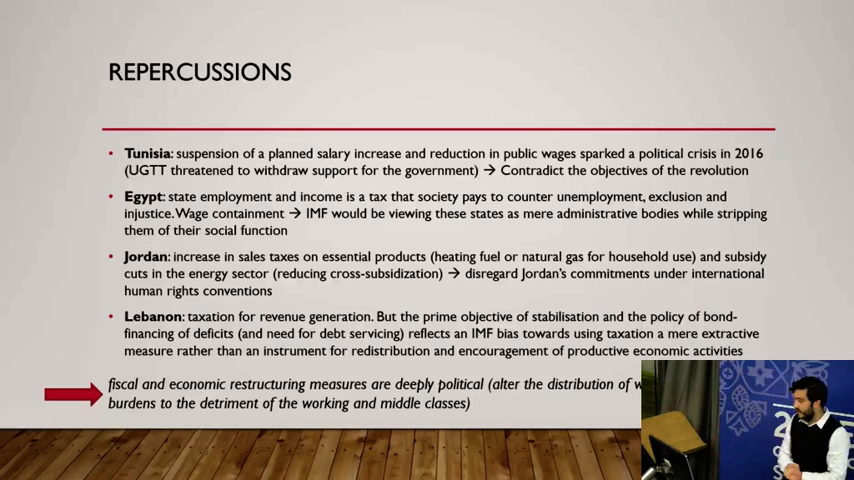 REPERCUSSIONS
• Tunisia: suspension of a planned salary increase and reduction in public wages sparked a political crisis in 2016
(UGTT threatened to withdraw support for the government) → Contradict the objectives of the revolution
• Egypt: state employment and income is a tax that society pays to counter unemployment, exclusion and
injustice. Wage containment → IMF would be viewing these states as mere administrative bodies while stripping
them of their social function
• Jordan: increase in sales taxes on essential products (heating fuel or natural gas for household use) and subsidy
cuts in the energy sector (reducing cross-subsidization) → disregard Jordan's commitments under international
human rights conventions
• Lebanon: taxation for revenue generation. But the prime objective of stabilisation and the policy of bond-
financing of deficits (and need for debt servicing) reflects an IMF bias towards using taxation a mere extractive
measure rather than an instrument for redistribution and encouragement of productive economic activities
fiscal and economic restructuring measures are deeply political (alter the distribution of
burdens to the detriment of the working and middle classes)